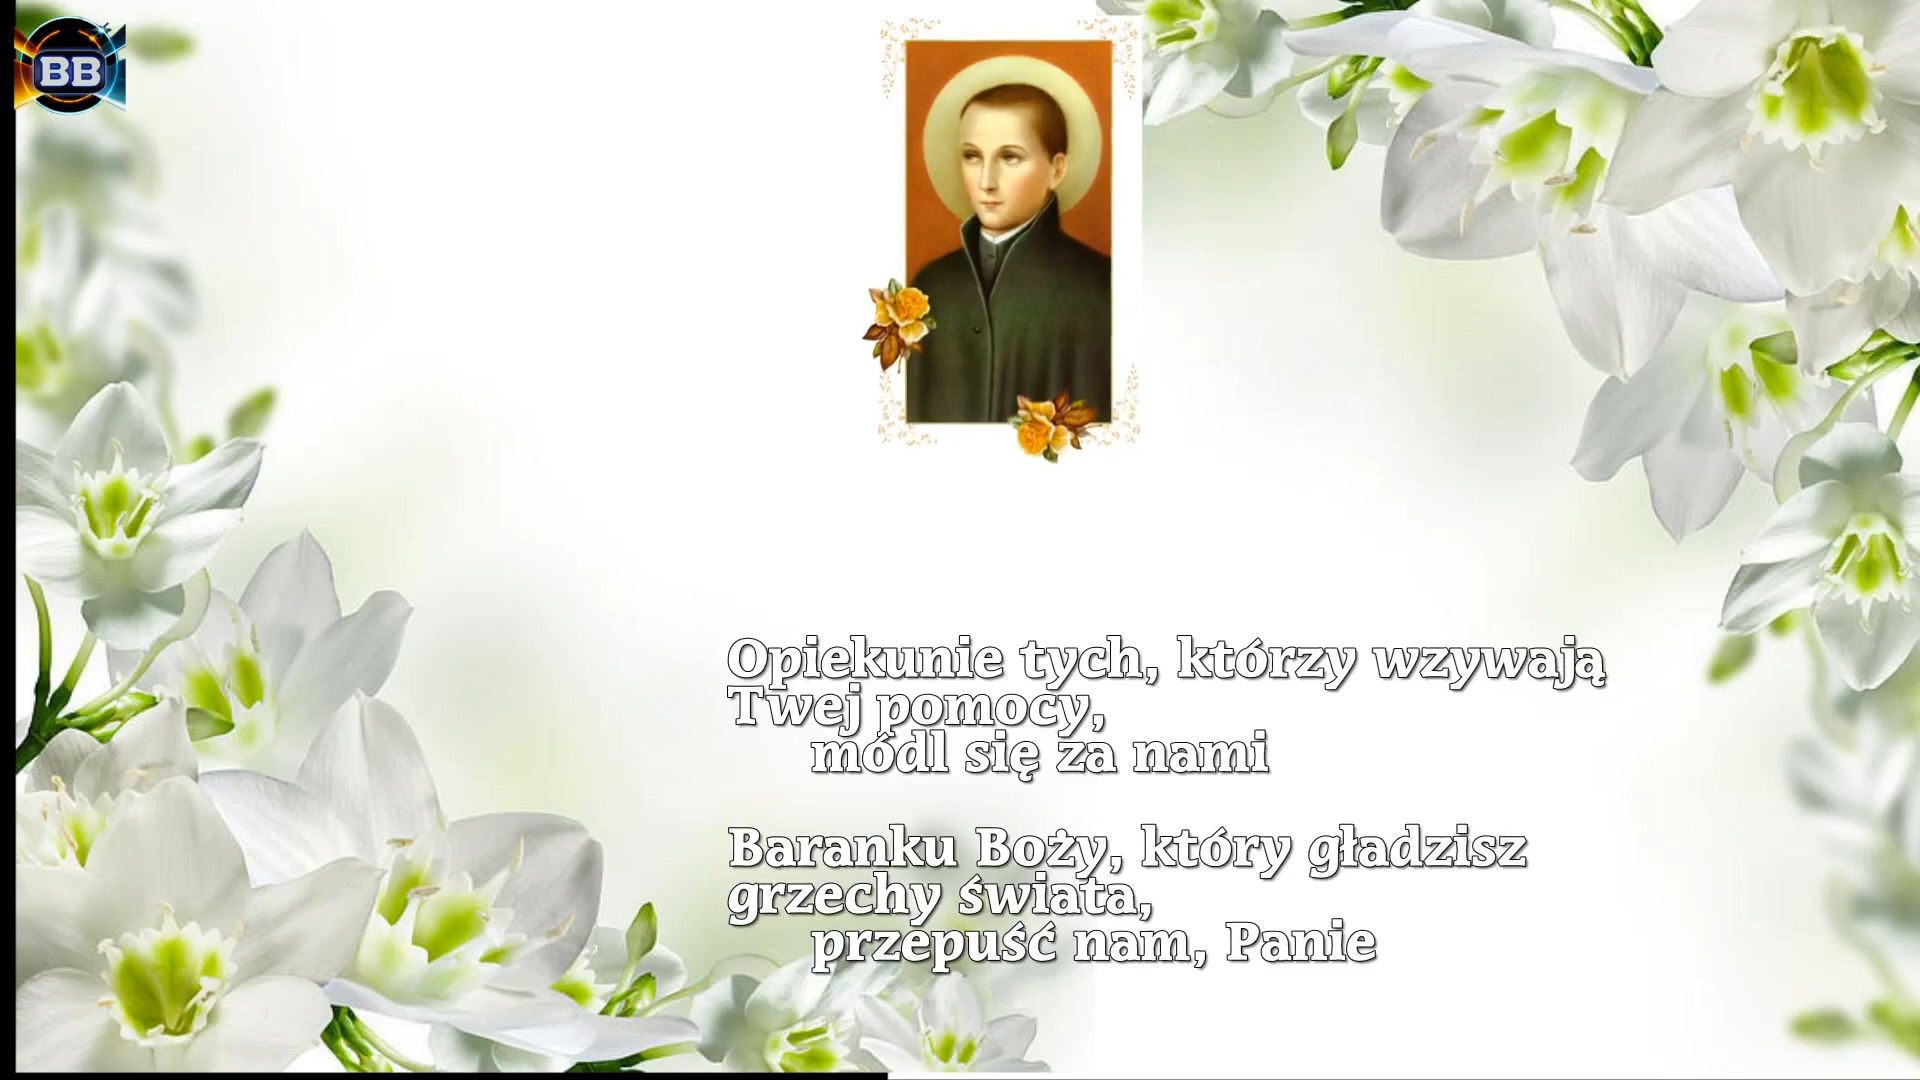 BB
Opiekunie tych, którzy wzywają
Twej pomocy,
módl się za nami
Baranku Boży, który gładzisz
grzechy świata,
przepuść nam, Panie